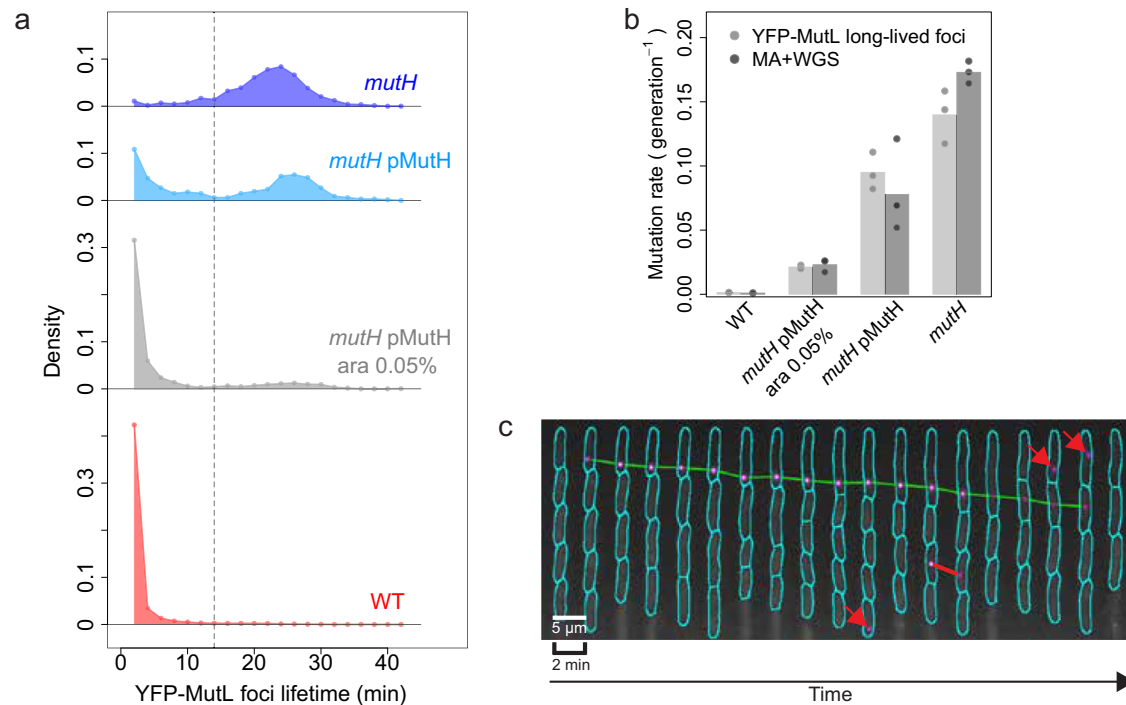 a
0.1
0
mutH
0.1
0
mutH pMutH
0.3
0.1
0
mutH pMutH
ara 0.05%
0.3
0.1
0
WT
Density
0 10 20 30 40
YFP-MutL foci lifetime (min)
b
YFP-MutL long-lived foci
MA+WGS
Mutation rate ( generation⁻¹ )
0.20
0.15
0.10
0.05
0.00
WT
mutH pMutH
ara 0.05%
mutH pMutH
mutH
c
5 μm
2 min
Time